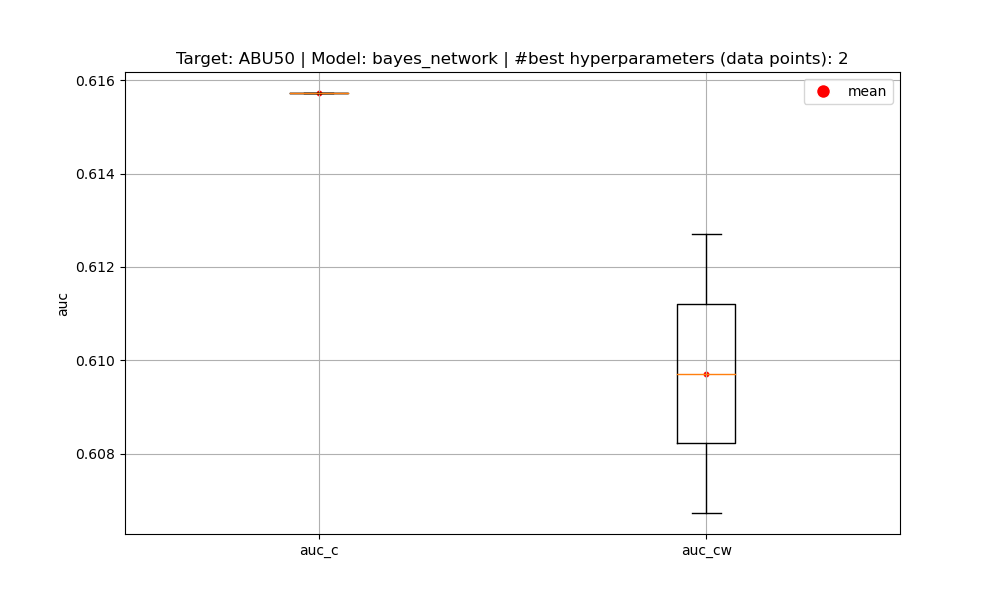 Target: ABU50 | Model: bayes_network | #best hyperparameters (data points): 2
mean
0.616
0.614
0.612
0.610
0.608
auc
auc_c
auc_cw